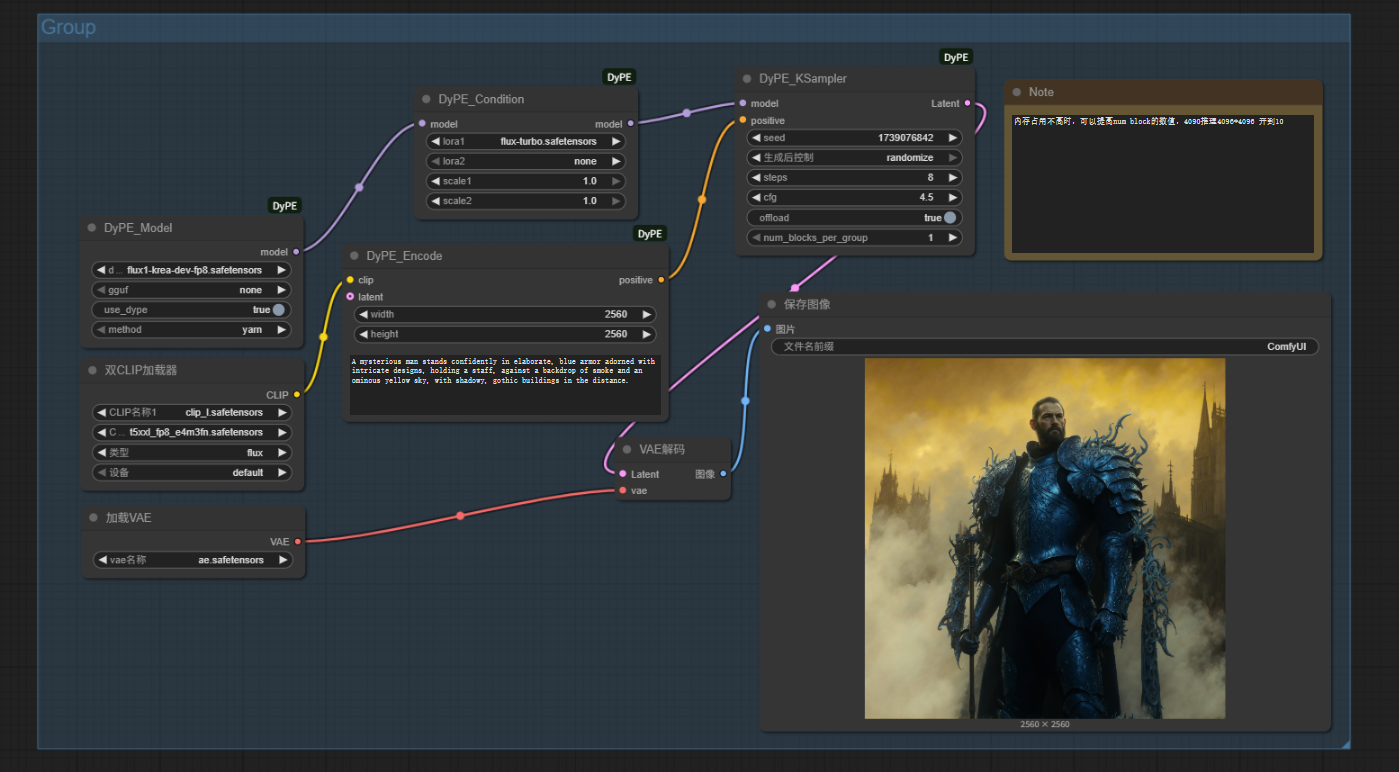 Group
DyPE
DyPE_Model
model
d... flux1-krea-dev-fp8.safetensors
gguf none
use_dype true
method yarn
双CLIP加载器
CLIP
CLIP名称1 clip_l.safetensors
C... t5xxl_fp8_e4m3fn.safetensors
类型 flux
设备 default
加载VAE
VAE
vae名称 ae.safetensors
DyPE
DyPE_Condition
model model
lora1 flux-turbo.safetensors
lora2 none
scale1 1.0
scale2 1.0
DyPE
DyPE_Encode
clip positive
latent
width 2560
height 2560
A mysterious man stands confidently in elaborate, blue armor adorned with
intricate designs, holding a staff, against a backdrop of smoke and an
ominous yellow sky, with shadowy, gothic buildings in the distance.
VAE解码
Latent 图像
vae
DyPE
DyPE_KSampler
model Latent
positive
seed 1739076842
生成后控制 randomize
steps 8
cfg 4.5
offload true
num_blocks_per_group 1
Note
内存占用不高时，可以提高num block的数值，4090推理4096*4096 开到10
保存图像
图片
文件名前缀 ComfyUI
2560 × 2560